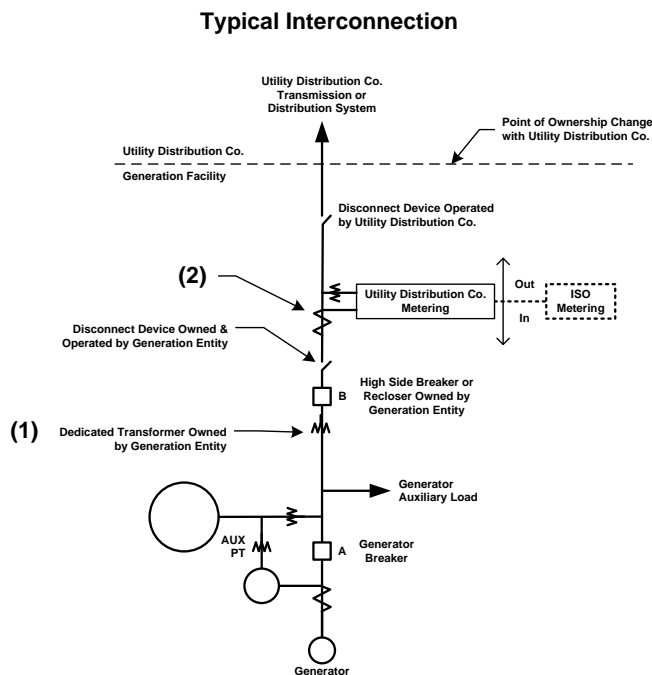 Typical Interconnection
Utility Distribution Co.
Transmission or
Distribution System
Point of Ownership Change
with Utility Distribution Co.
Utility Distribution Co.
Generation Facility
Disconnect Device Operated
by Utility Distribution Co.
(2)
Out
Utility Distribution Co.
Metering
ISO
Metering
In
Disconnect Device Owned &
Operated by Generation Entity
B
High Side Breaker or
Recloser Owned by
Generation Entity
(1)
Dedicated Transformer Owned
by Generation Entity
Generator
Auxiliary Load
AUX
PT
A
Generator
Breaker
Generator